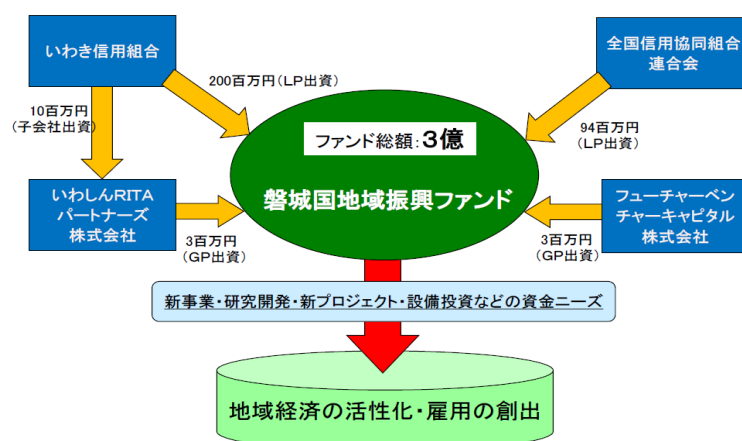 いわき信用組合
全国信用協同組合
連合会
200百万円(LP出資)
10百万円
(子会社出資)
94百万円
(LP出資)
ファンド総額:3億
磐城国地域振興ファンド
いわしんRITA
パートナーズ
株式会社
3百万円
(GP出資)
フューチャーベン
チャーキャピタル
株式会社
3百万円
(GP出資)
新事業・研究開発・新プロジェクト・設備投資などの資金ニーズ
地域経済の活性化・雇用の創出